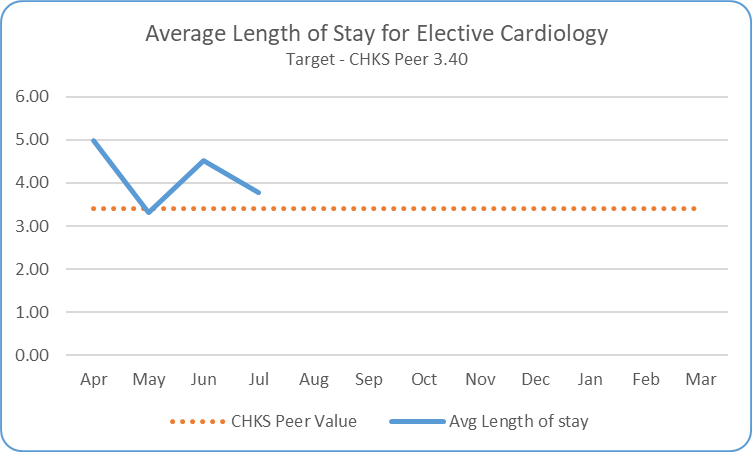 Average Length of Stay for Elective Cardiology
Target - CHKS Peer 3.40
6.00
5.00
4.00
3.00
2.00
1.00
0.00
Apr May Jun Jul Aug Sep Oct Nov Dec Jan Feb Mar
CHKS Peer Value Avg Length of stay